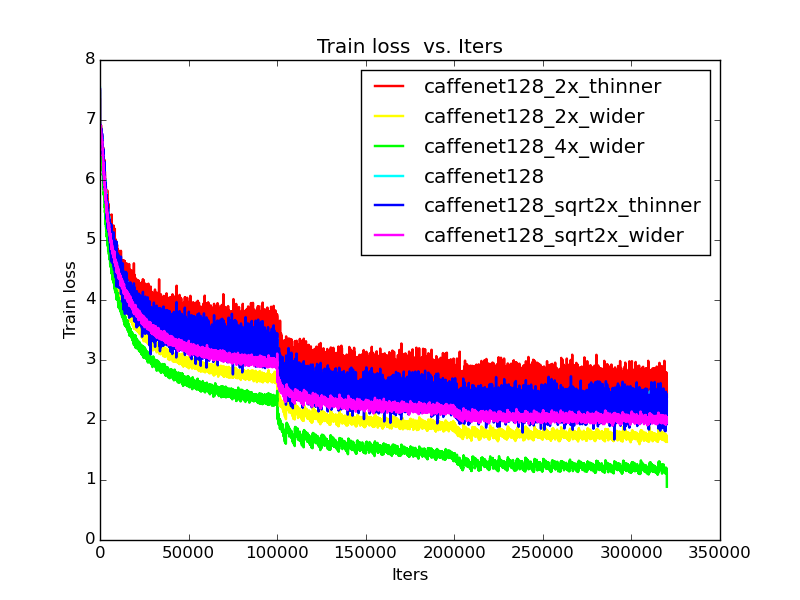 Train loss vs. Iters
8
7
6
5
4
3
2
1
0
Train loss
caffenet128_2x_thinner
caffenet128_2x_wider
caffenet128_4x_wider
caffenet128
caffenet128_sqrt2x_thinner
caffenet128_sqrt2x_wider
0 50000 100000 150000 200000 250000 300000 350000
Iters